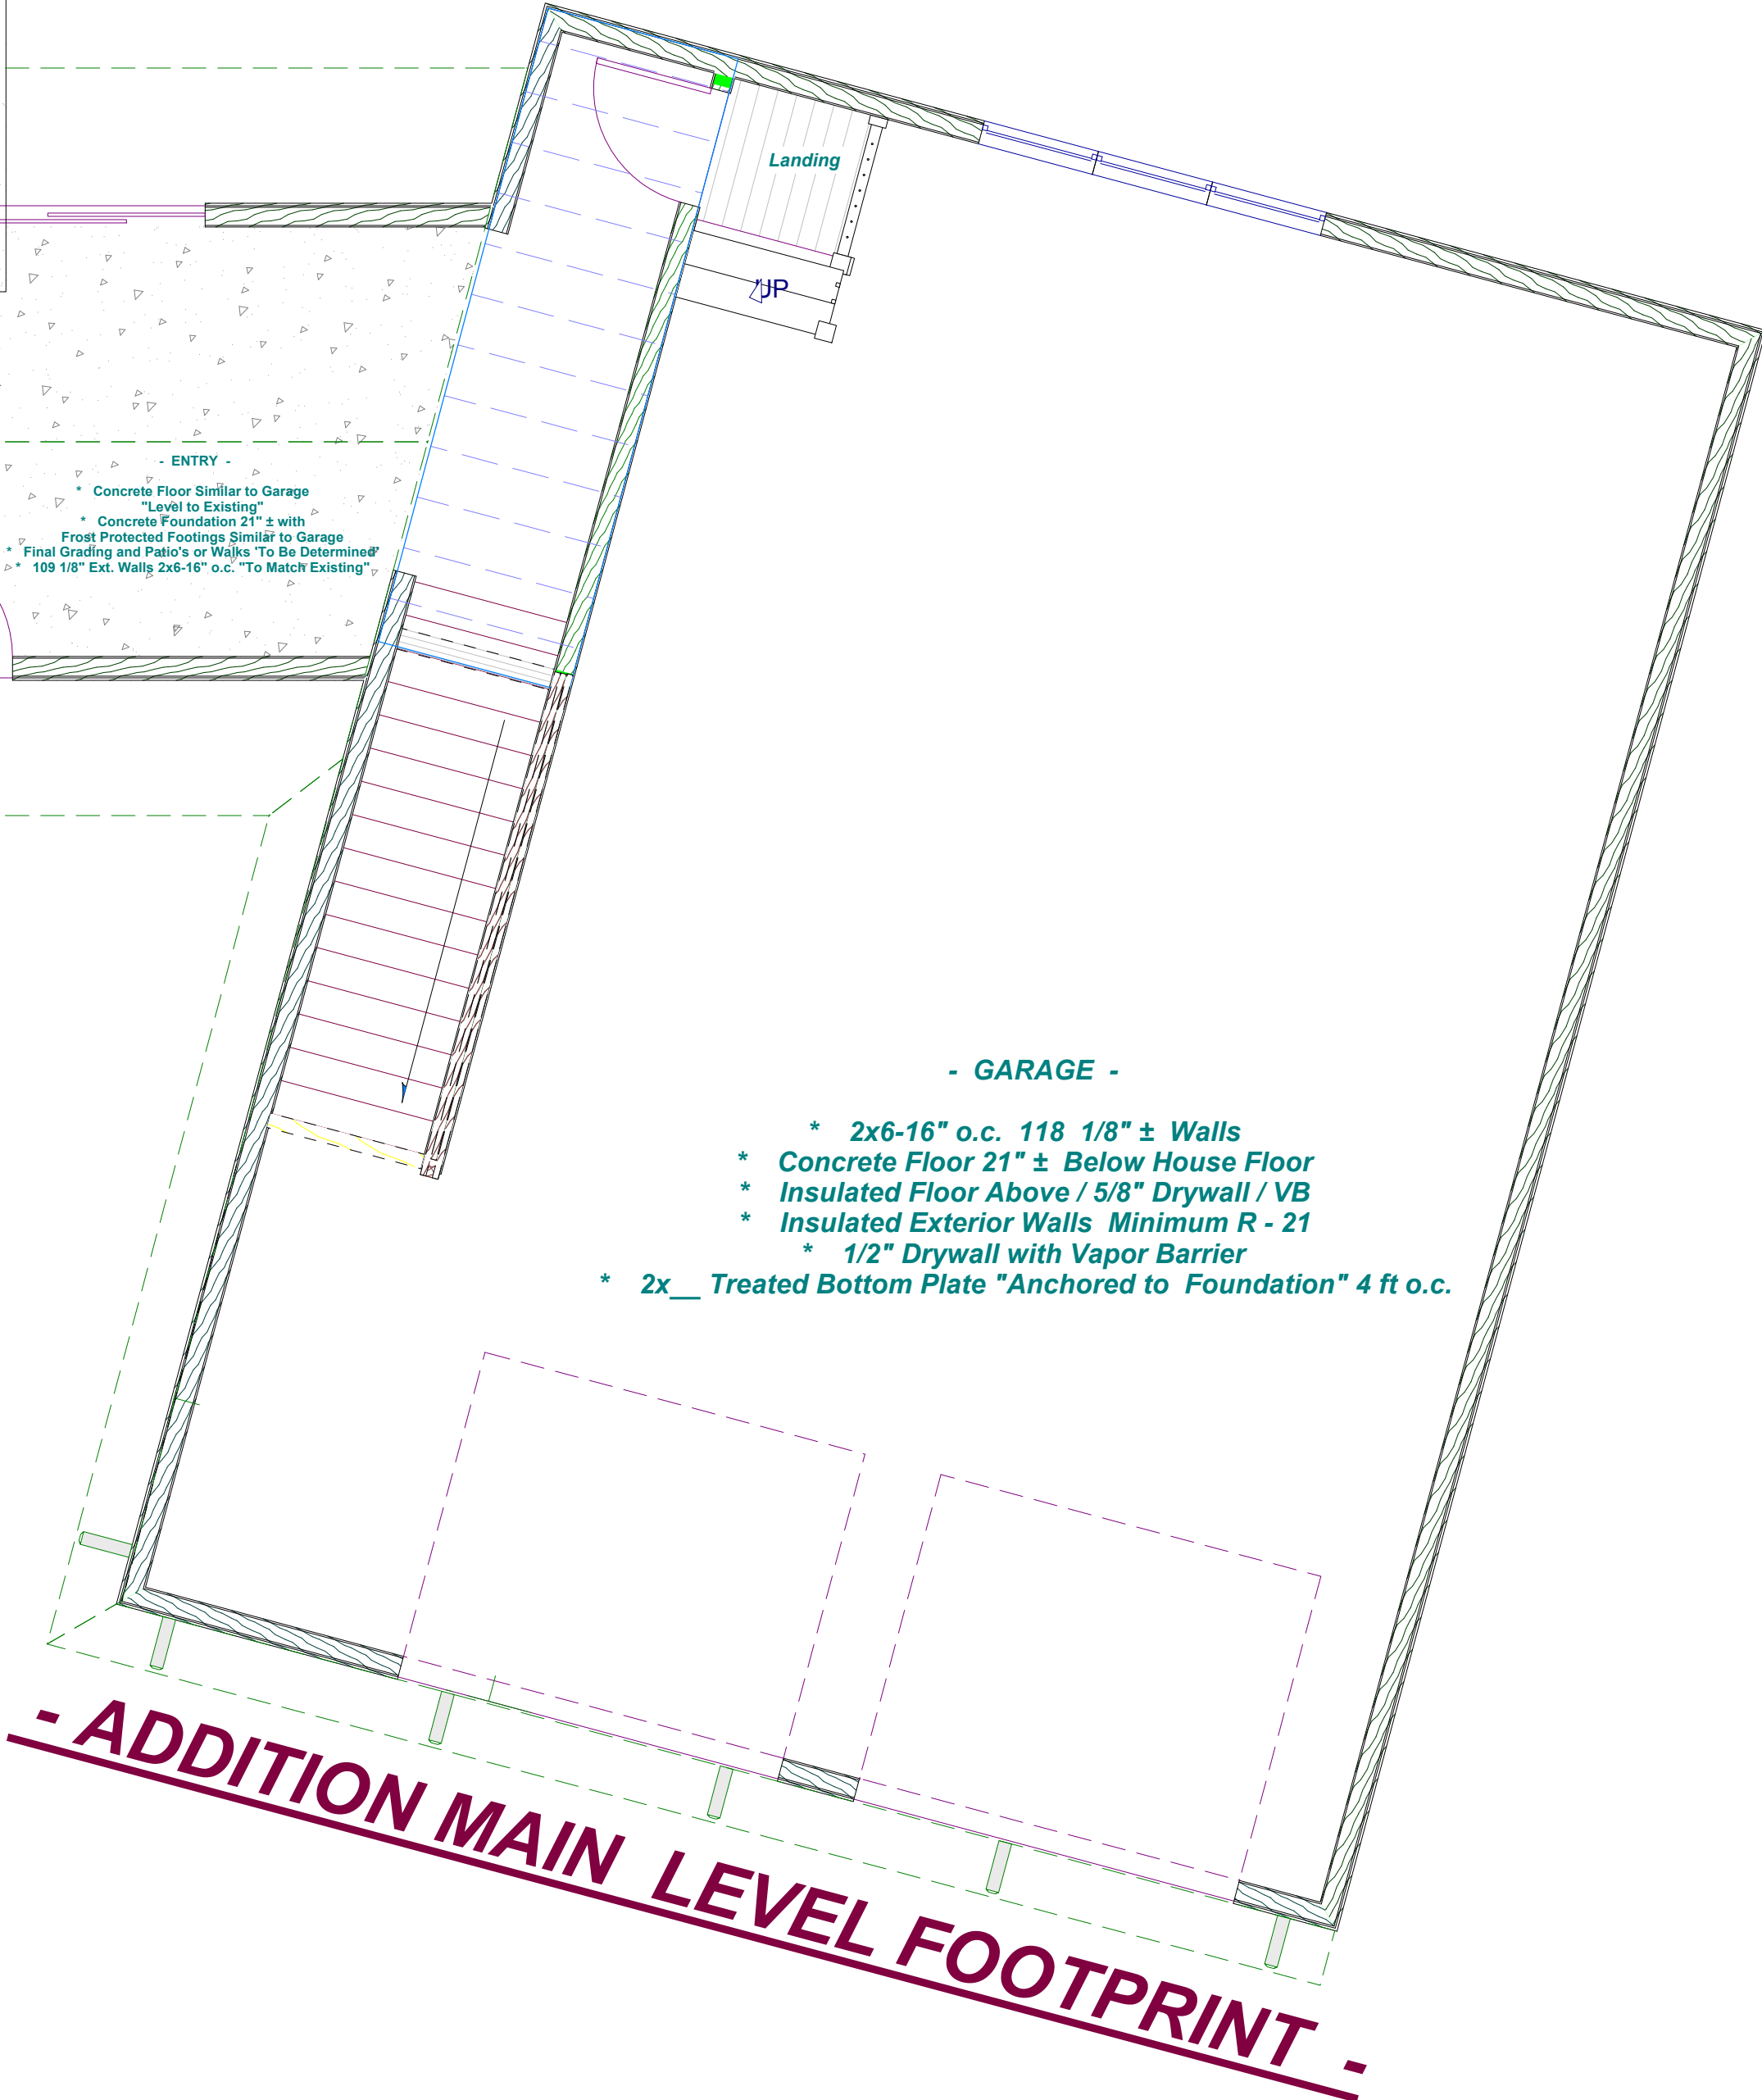 Landing
UP
- ENTRY -
* Concrete Floor Similar to Garage
"Level to Existing"
* Concrete Foundation 21" ± with
Frost Protected Footings Similar to Garage
* Final Grading and Patio's or Walks 'To Be Determined'
* 109 1/8" Ext. Walls 2x6-16" o.c. "To Match Existing"
- GARAGE -
* 2x6-16" o.c. 118 1/8" ± Walls
* Concrete Floor 21" ± Below House Floor
* Insulated Floor Above / 5/8" Drywall / VB
* Insulated Exterior Walls Minimum R - 21
* 1/2" Drywall with Vapor Barrier
* 2x__ Treated Bottom Plate "Anchored to Foundation" 4 ft o.c.
- ADDITION MAIN LEVEL FOOTPRINT -